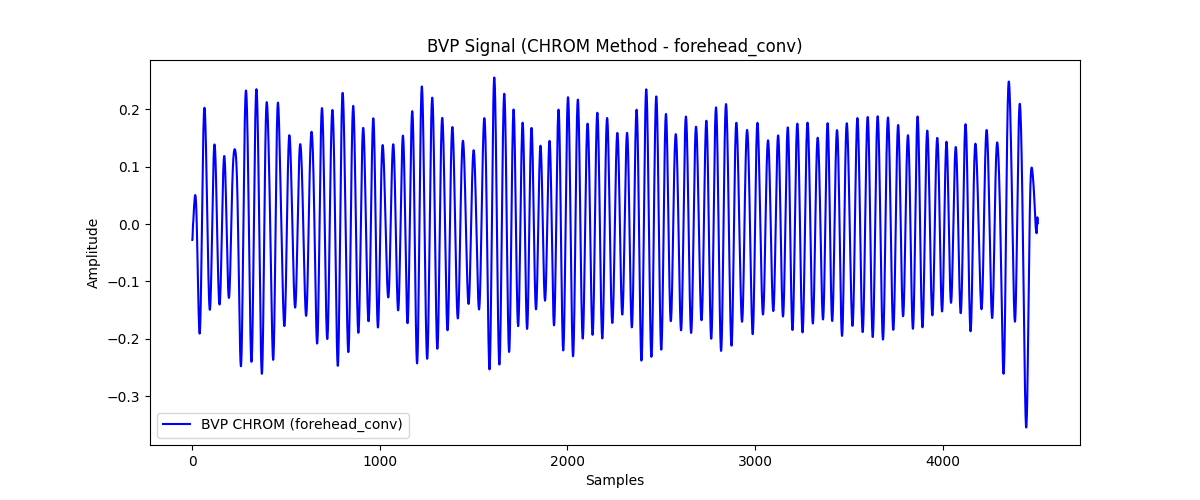 BVP Signal (CHROM Method - forehead_conv)
Amplitude
0.2
0.1
0.0
−0.1
−0.2
−0.3
BVP CHROM (forehead_conv)
0 1000 2000 3000 4000
Samples